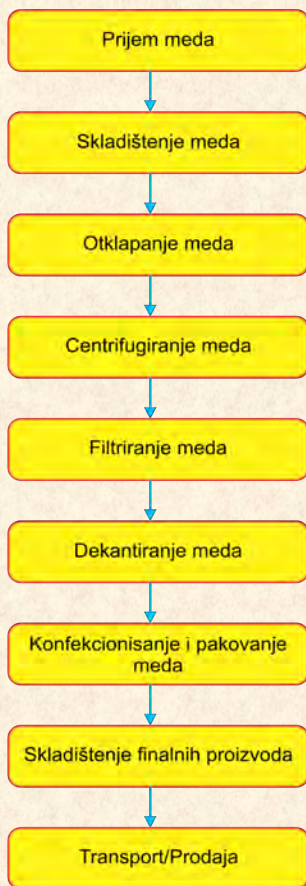 Prijem meda
Skladištenje meda
Otklapanje meda
Centrifugiranje meda
Filtriranje meda
Dekantiranje meda
Konfekcionisanje i pakovanje
meda
Skladištenje finalnih proizvoda
Transport/Prodaja